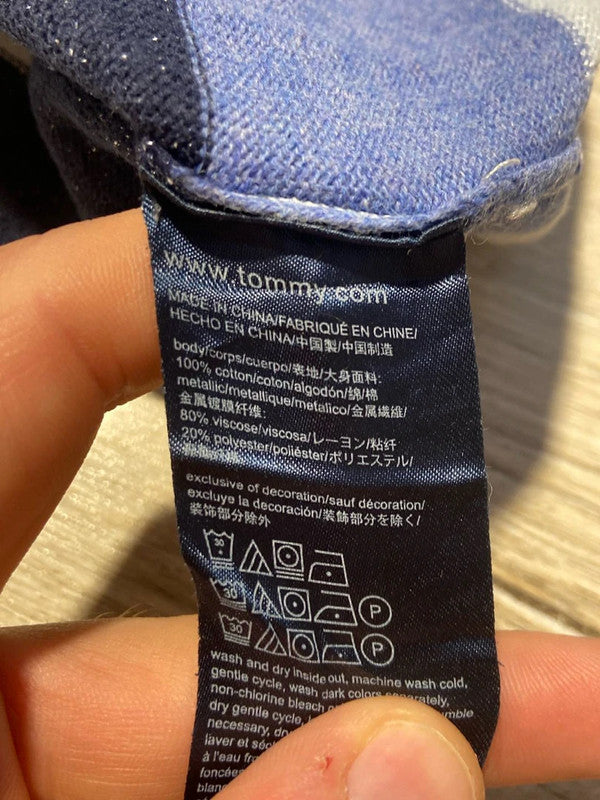 www.tommy.com
MADE IN CHINA/FABRIQUÉ EN CHINE/
HECHO EN CHINA/中国製/中国制造
body/corps/cuerpo/表地/大身面料:
100% cotton/coton/algodón/綿/棉
metallic/metallique/metalico/金属繊維/
金属镀膜纤维:
80% viscose/viscosa/レーヨン/粘纤
20% polyester/poliéster/ポリエステル/
exclusive of decoration/sauf décoration/
excluye la decoración/装飾部分を除く/
装饰部分除外
30
30 P
30 P
wash and dry inside out, machine wash cold,
gentle cycle, wash dark colors separately,
non-chlorine bleach
dry gentle cycle,
necessary,
laver et
à l'eau